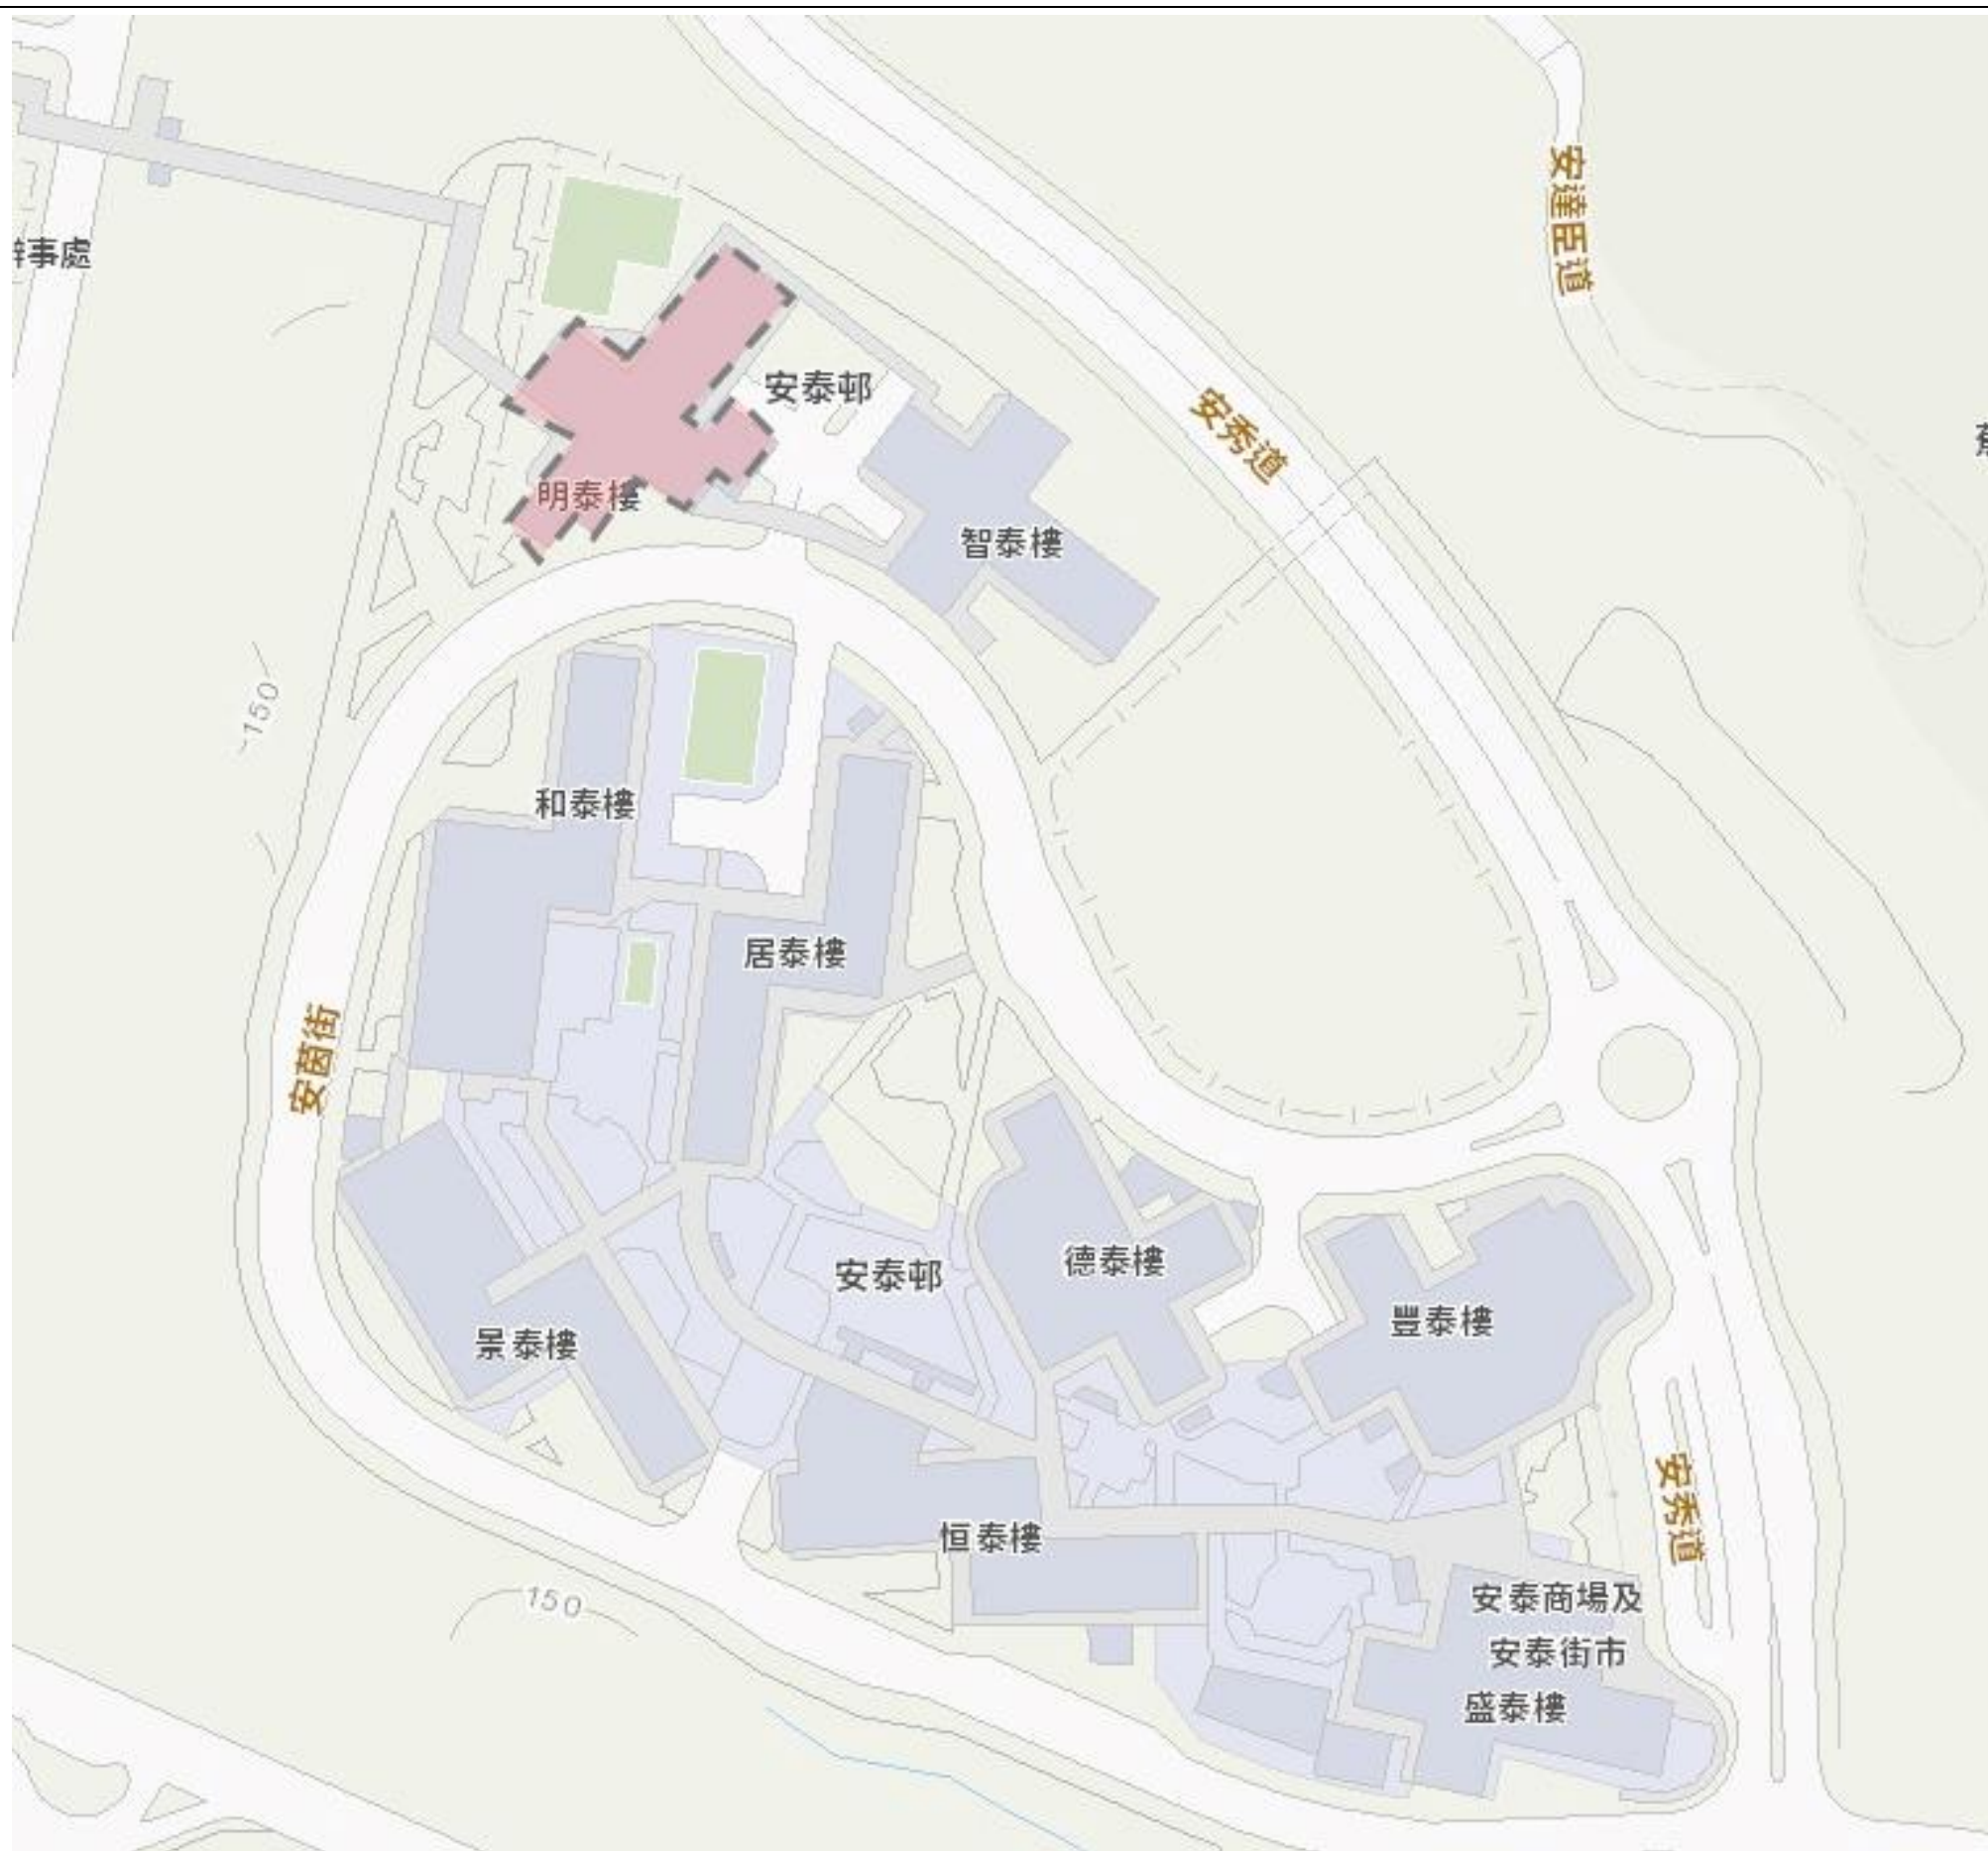 安達臣道
事處
安泰邨
安秀道
明泰樓
智泰樓
150
和泰樓
居泰樓
安茵街
德泰樓
安泰邨
豐泰樓
景泰樓
安秀道
恒泰樓
150
安泰商場及
安泰街市
盛泰樓